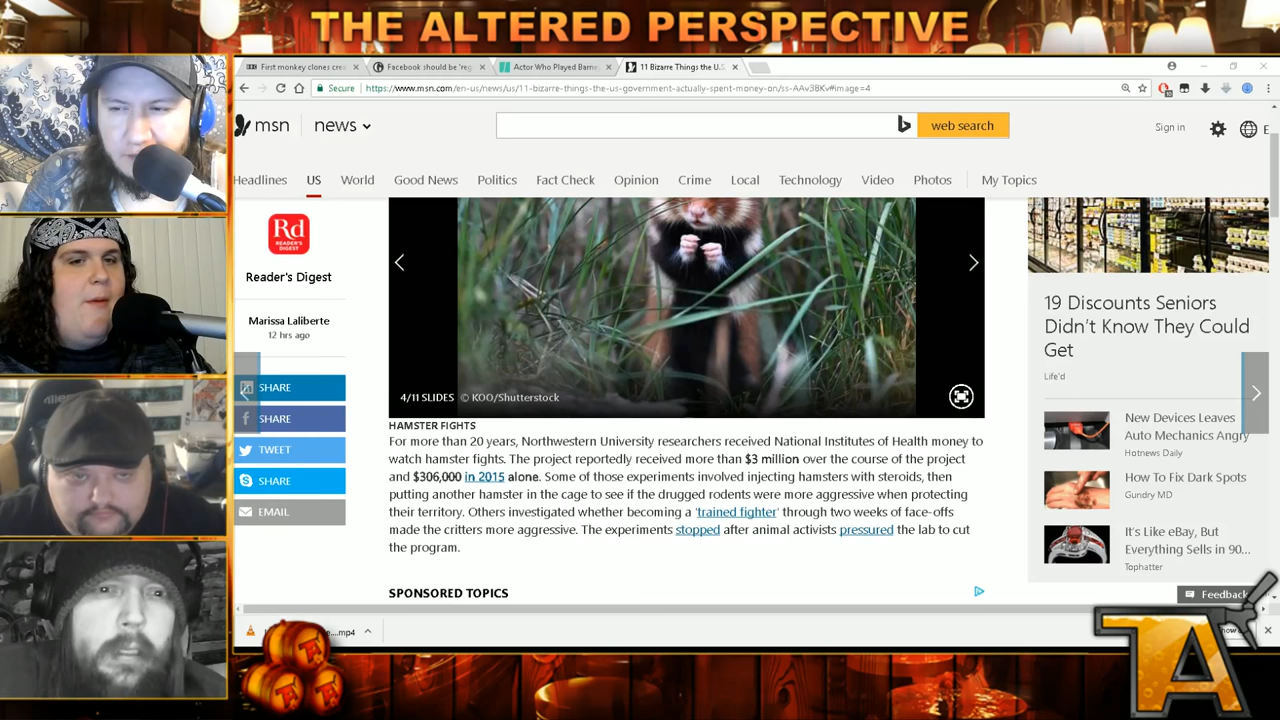 THE ALTERED PERSPECTIVE
First monkey clones cre
Facebook should be 'reg
Actor Who Played Barne
11 Bizarre Things the U.S
Secure https://www.msn.com/en-us/news/us/11-bizarre-things-the-us-government-actually-spent-money-on/ss-AAv38Kv#image=4
msn news
web search
Sign in
E
Headlines US World Good News Politics Fact Check Opinion Crime Local Technology Video Photos My Topics
Rd
READER'S
DIGEST
Reader's Digest
Marissa Laliberte
12 hrs ago
SHARE
SHARE
TWEET
SHARE
EMAIL
4/11 SLIDES © KOO/Shutterstock
HAMSTER FIGHTS
For more than 20 years, Northwestern University researchers received National Institutes of Health money to
watch hamster fights. The project reportedly received more than $3 million over the course of the project
and $306,000 in 2015 alone. Some of those experiments involved injecting hamsters with steroids, then
putting another hamster in the cage to see if the drugged rodents were more aggressive when protecting
their territory. Others investigated whether becoming a 'trained fighter' through two weeks of face-offs
made the critters more aggressive. The experiments stopped after animal activists pressured the lab to cut
the program.
SPONSORED TOPICS
19 Discounts Seniors
Didn't Know They Could
Get
Life'd
New Devices Leaves
Auto Mechanics Angry
Hotnews Daily
How To Fix Dark Spots
Gundry MD
It's Like eBay, But
Everything Sells in 90...
Tophatter
Feedback
e....mp4
TA